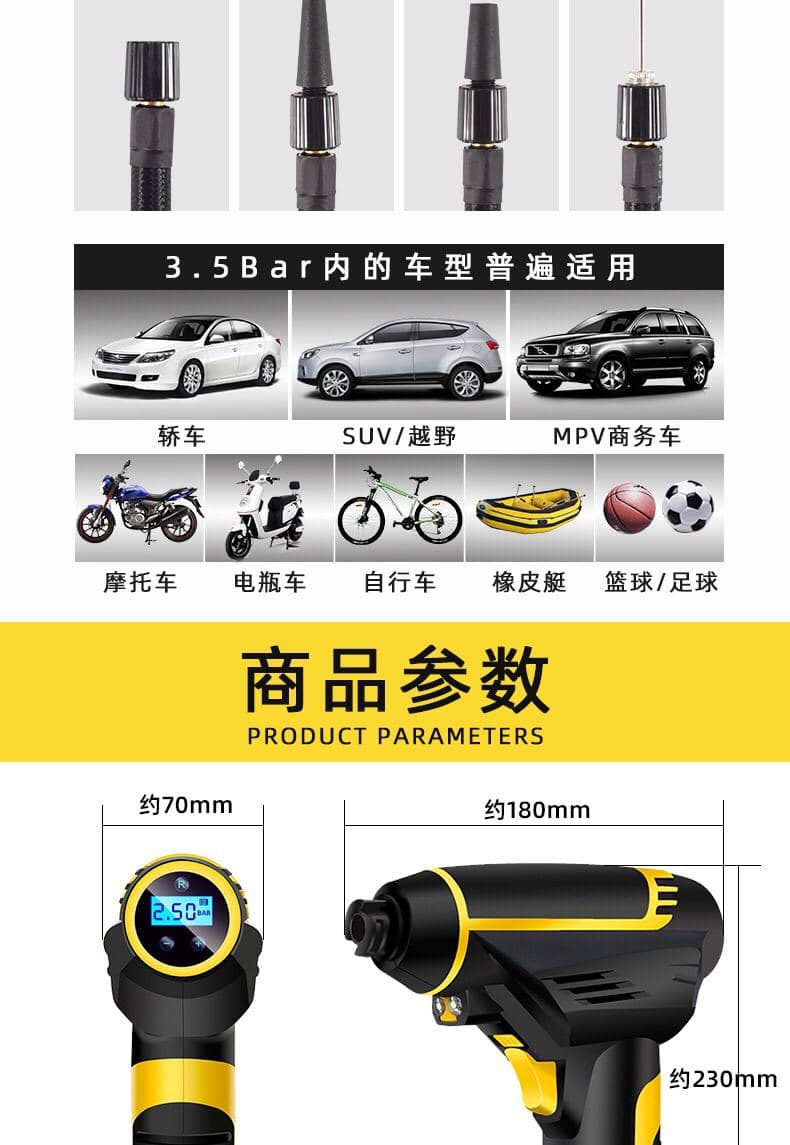 3.5Bar内的车型普遍适用
轿车
SUV/越野
MPV商务车
摩托车
电瓶车
自行车
橡皮艇
篮球/足球
商品参数
PRODUCT PARAMETERS
约70mm
约180mm
R
2.50 BAR
- +
约230mm